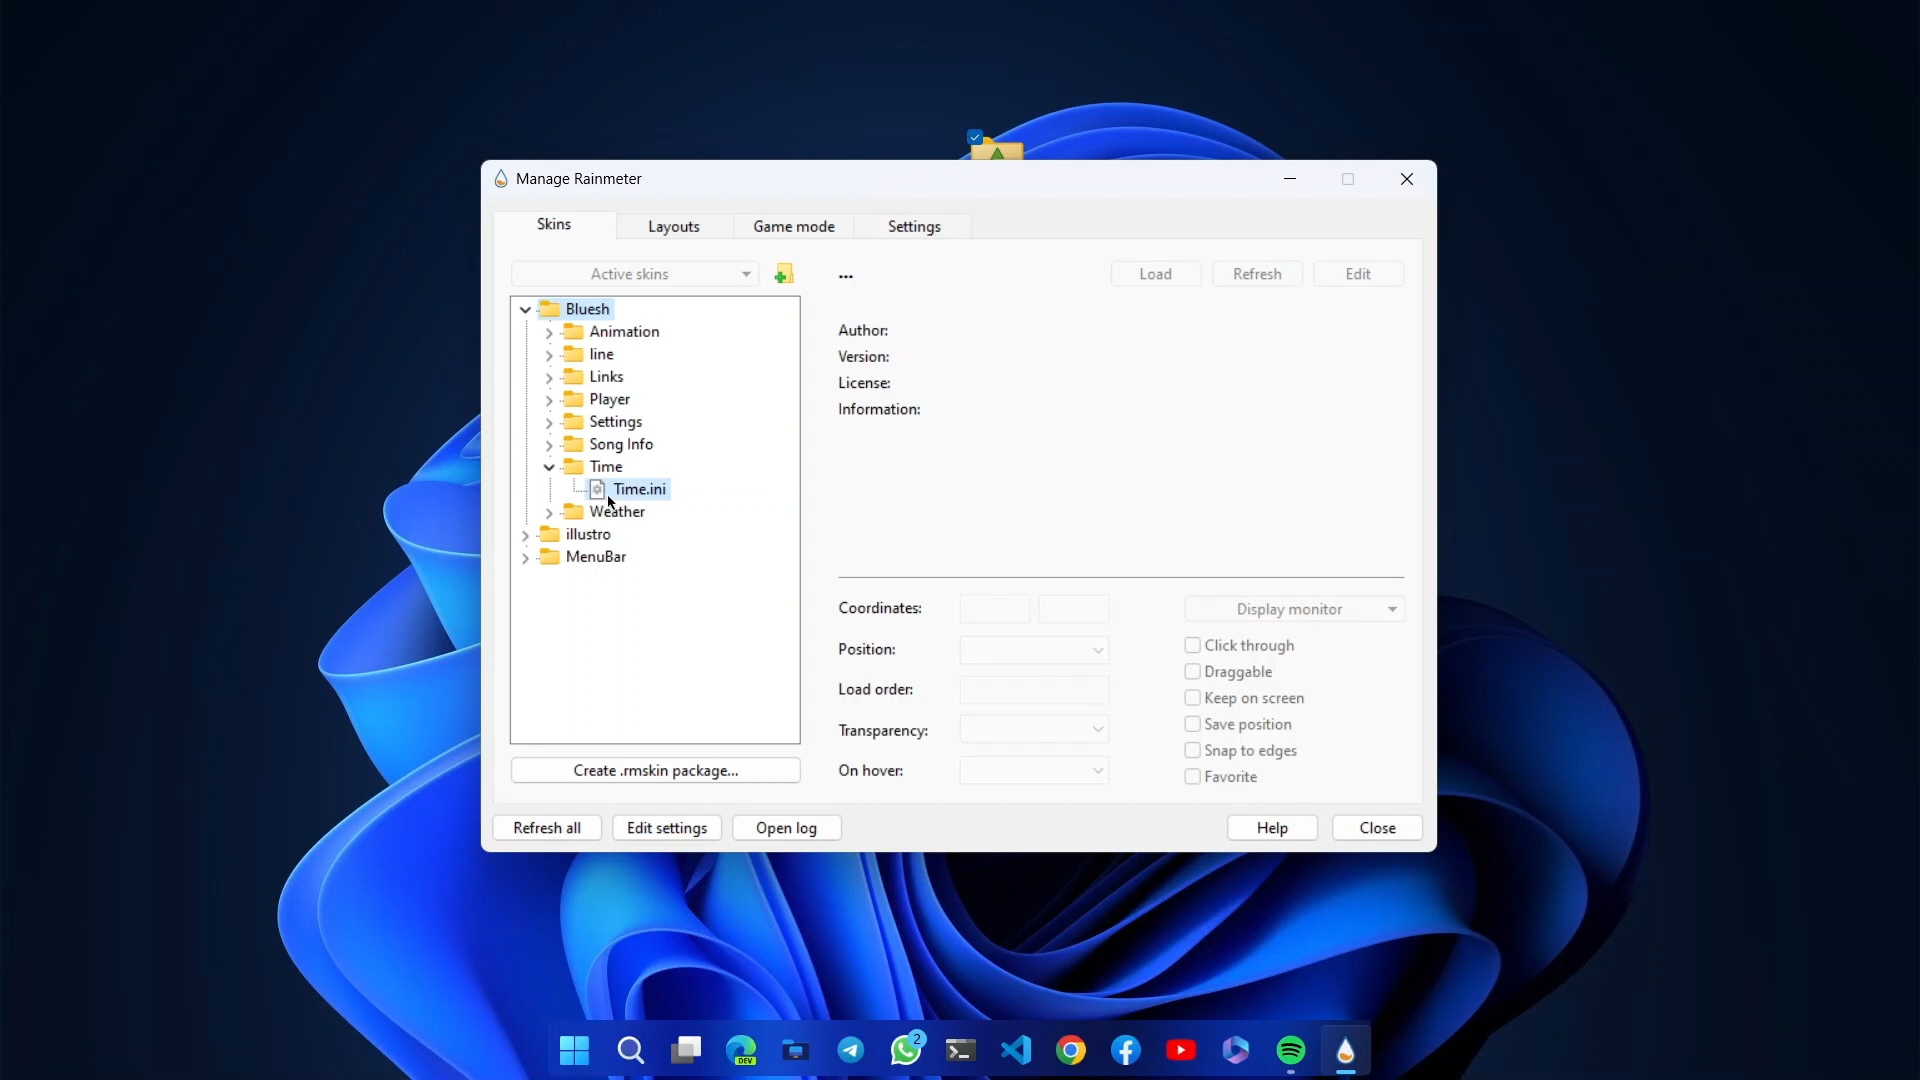 Manage Rainmeter
Skins
Layouts
Game mode
Settings
Active skins
...
Load
Refresh
Edit
Bluesh
Animation
line
Links
Player
Settings
Song Info
Time
Time.ini
Weather
illustro
MenuBar
Author:
Version:
License:
Information:
Coordinates:
Position:
Load order:
Transparency:
On hover:
Display monitor
Click through
Draggable
Keep on screen
Save position
Snap to edges
Favorite
Create .rmskin package...
Refresh all
Edit settings
Open log
Help
Close
DEV
2